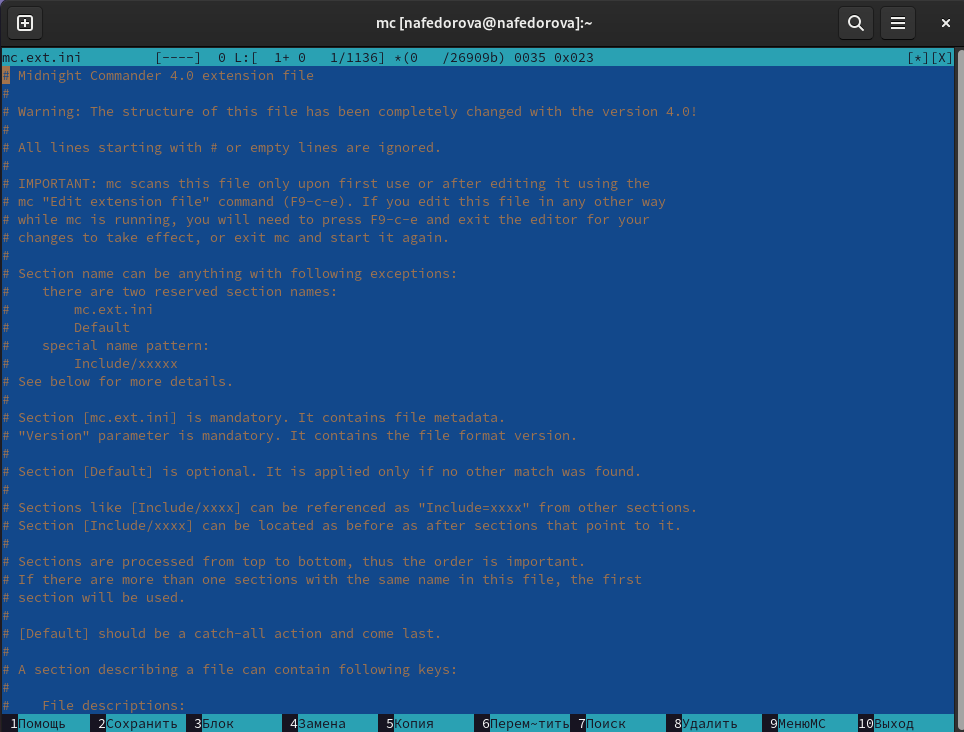 mc [nafedorova@nafedorova]:~
mc.ext.ini [----] 0 L:[ 1+ 0 1/1136] *(0 /26909b) 0035 0x023 [*][X]
# Midnight Commander 4.0 extension file
#
# Warning: The structure of this file has been completely changed with the version 4.0!
#
# All lines starting with # or empty lines are ignored.
#
# IMPORTANT: mc scans this file only upon first use or after editing it using the
# mc "Edit extension file" command (F9-c-e). If you edit this file in any other way
# while mc is running, you will need to press F9-c-e and exit the editor for your
# changes to take effect, or exit mc and start it again.
#
# Section name can be anything with following exceptions:
#    there are two reserved section names:
#        mc.ext.ini
#        Default
#    special name pattern:
#        Include/xxxxx
# See below for more details.
#
# Section [mc.ext.ini] is mandatory. It contains file metadata.
# "Version" parameter is mandatory. It contains the file format version.
#
# Section [Default] is optional. It is applied only if no other match was found.
#
# Sections like [Include/xxxx] can be referenced as "Include=xxxx" from other sections.
# Section [Include/xxxx] can be located as before as after sections that point to it.
#
# Sections are processed from top to bottom, thus the order is important.
# If there are more than one sections with the same name in this file, the first
# section will be used.
#
# [Default] should be a catch-all action and come last.
#
# A section describing a file can contain following keys:
#
#    File descriptions:
1Помощь 2Сохранить 3Блок 4Замена 5Копия 6Перем~тить 7Поиск 8Удалить 9МенюMC 10Выход